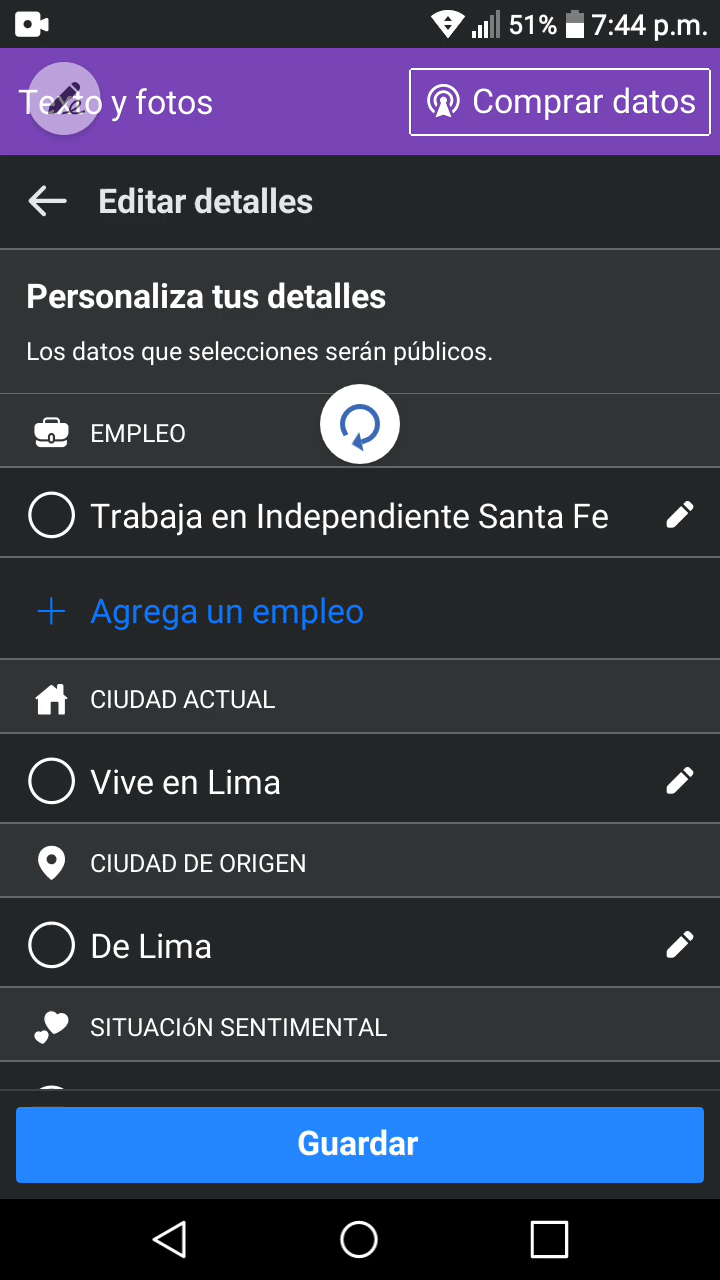 51% 7:44 p.m.
Texto y fotos
Comprar datos
Editar detalles
Personaliza tus detalles
Los datos que selecciones serán públicos.
EMPLEO
Trabaja en Independiente Santa Fe
Agrega un empleo
CIUDAD ACTUAL
Vive en Lima
CIUDAD DE ORIGEN
De Lima
SITUACIóN SENTIMENTAL
Guardar